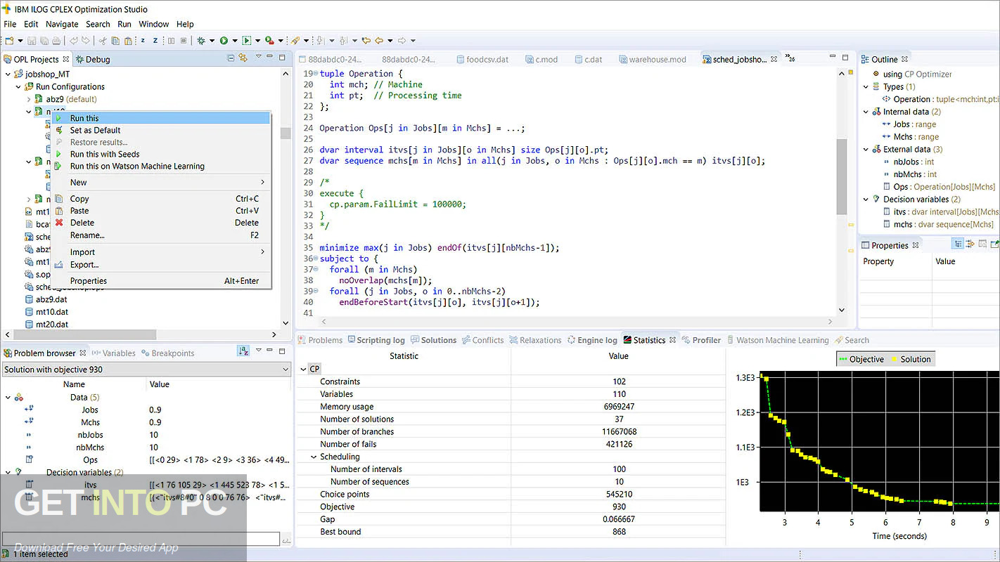 IBM ILOG CPLEX Optimization Studio
File Edit Navigate Search Run Window Help
OPL Projects Debug
jobshop_MT
Run Configurations
abz9 (default)
Run this
Set as Default
Restore results...
Run this with Seeds
Run this on Watson Machine Learning
New
Copy Ctrl+C
Paste Ctrl+V
Delete Delete
Rename... F2
Import
Export...
Properties Alt+Enter
abz9.dat
mt10.dat
mt20.dat
88dabdc0-24... 88dabdc0-24... foodcsv.dat c.mod c.dat warehouse.mod sched_jobsho... 26
19 tuple Operation {
20 int mch; // Machine
21 int pt; // Processing time
22 };
23
24 Operation Ops[j in Jobs][m in Mchs] = ...;
25
26 dvar interval itvs[j in Jobs][o in Mchs] size Ops[j][o].pt;
27 dvar sequence mchs[m in Mchs] in all(j in Jobs, o in Mchs : Ops[j][o].mch == m) itvs[j][o];
28
29 /*
30 execute {
31 cp.param.FailLimit = 100000;
32 }
33 */
34
35 minimize max(j in Jobs) endOf(itvs[j][nbMchs-1]);
36 subject to {
37 forall (m in Mchs)
38 noOverlap(mchs[m]);
39 forall (j in Jobs, o in 0..nbMchs-2)
40 endBeforeStart(itvs[j][o], itvs[j][o+1]);
41
Outline
using CP Optimizer
Types (1)
Operation : tuple<mch:int,pt:i
Internal data (2)
Jobs : range
Mchs : range
External data (3)
nbJobs : int
nbMchs : int
Ops : Operation[Jobs][Mchs]
Decision variables (2)
itvs : dvar interval[Jobs][Mchs
mchs : dvar sequence[Mchs]
Properties
Property Value
Problem browser Variables Breakpoints
Solution with objective 930
Name Value
Data (5)
Jobs 0..9
Mchs 0..9
nbJobs 10
nbMchs 10
Ops [[<0 29> <1 78> <2 9> <3 36> <4 49...
Decision variables (2)
itvs [[<1 76 105 29> <1 445 523 78> <1 5...
mchs [[<"itvs#8#0" 0 8 0 0 76 76> <"itvs#...
GET INTO PC
Download Free Your Desired App
1 item selected
Problems Scripting log Solutions Conflicts Relaxations Engine log Statistics Profiler Watson Machine Learning Search
Statistic Value
CP
Constraints 102
Variables 110
Memory usage 6969247
Number of solutions 37
Number of branches 11667068
Number of fails 421126
Scheduling
Number of intervals 100
Number of sequences 10
Choice points 545210
Objective 930
Gap 0.066667
Best bound 868
Objective Solution
1.3E3
1.2E3
1.1E3
1E3
3 4 5 6 7 8 9
Time (seconds)